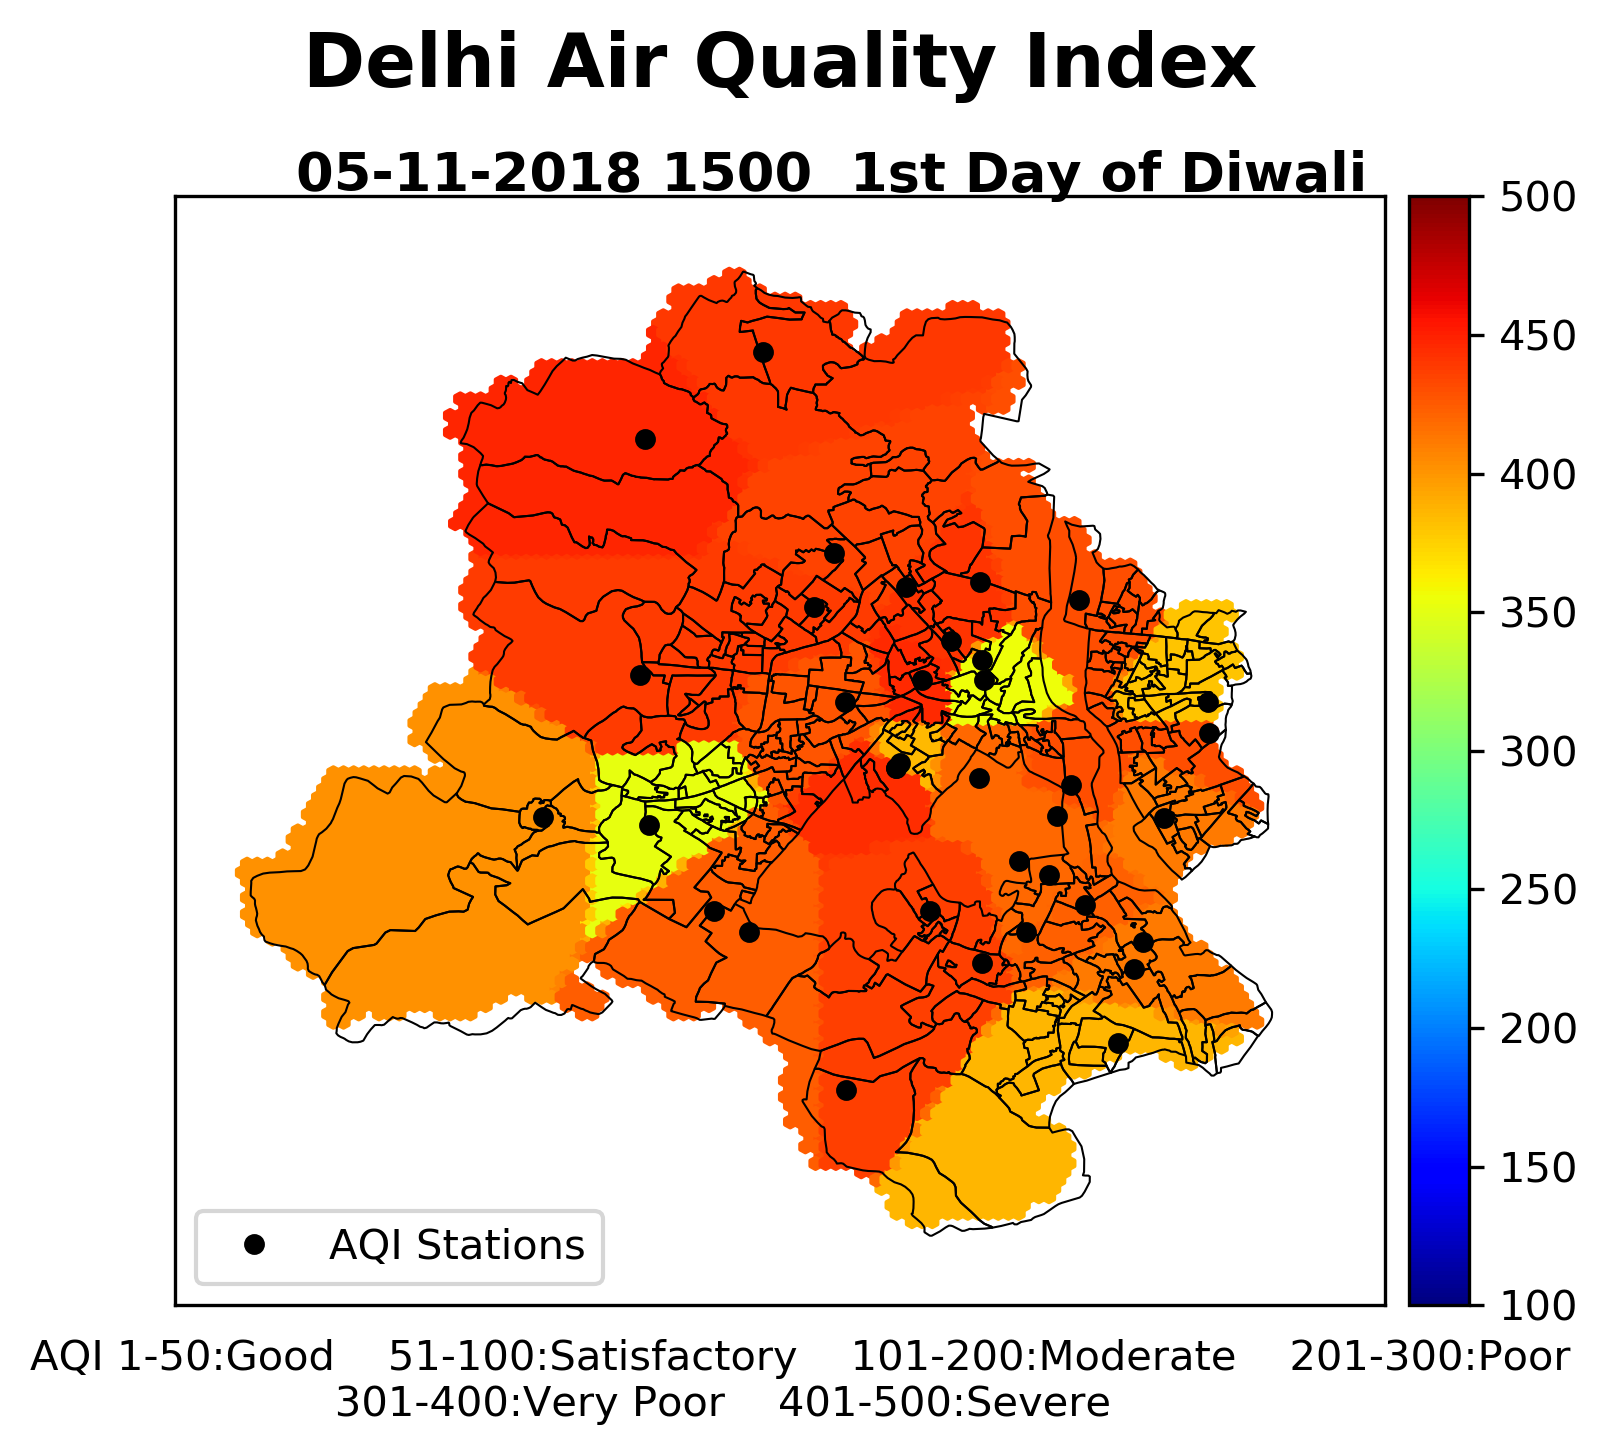 Delhi Air Quality Index
05-11-2018 1500  1st Day of Diwali
500
450
400
350
300
250
200
150
100
AQI Stations
AQI 1-50:Good    51-100:Satisfactory    101-200:Moderate    201-300:Poor
301-400:Very Poor    401-500:Severe